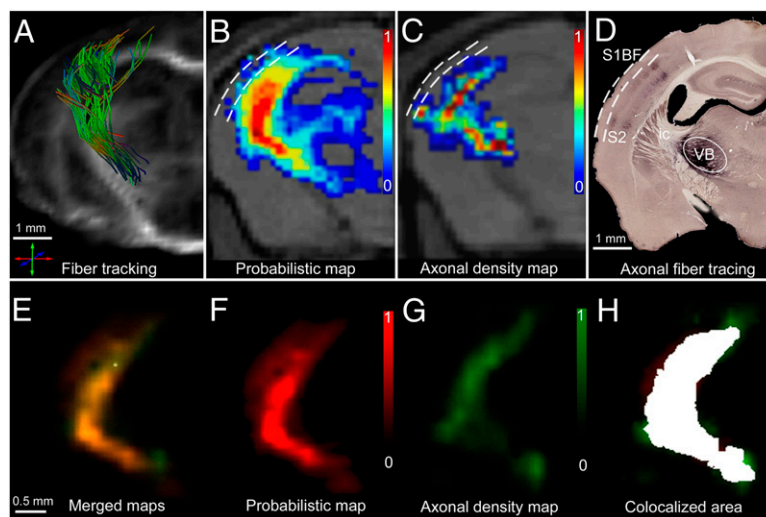 A
1 mm
Fiber tracking
B
1
0
Probabilistic map
C
1
0
Axonal density map
D
S1BF
S2
ic
VB
1 mm
Axonal fiber tracing
E
0.5 mm
Merged maps
F
1
0
Probabilistic map
G
1
0
Axonal density map
H
Colocalized area